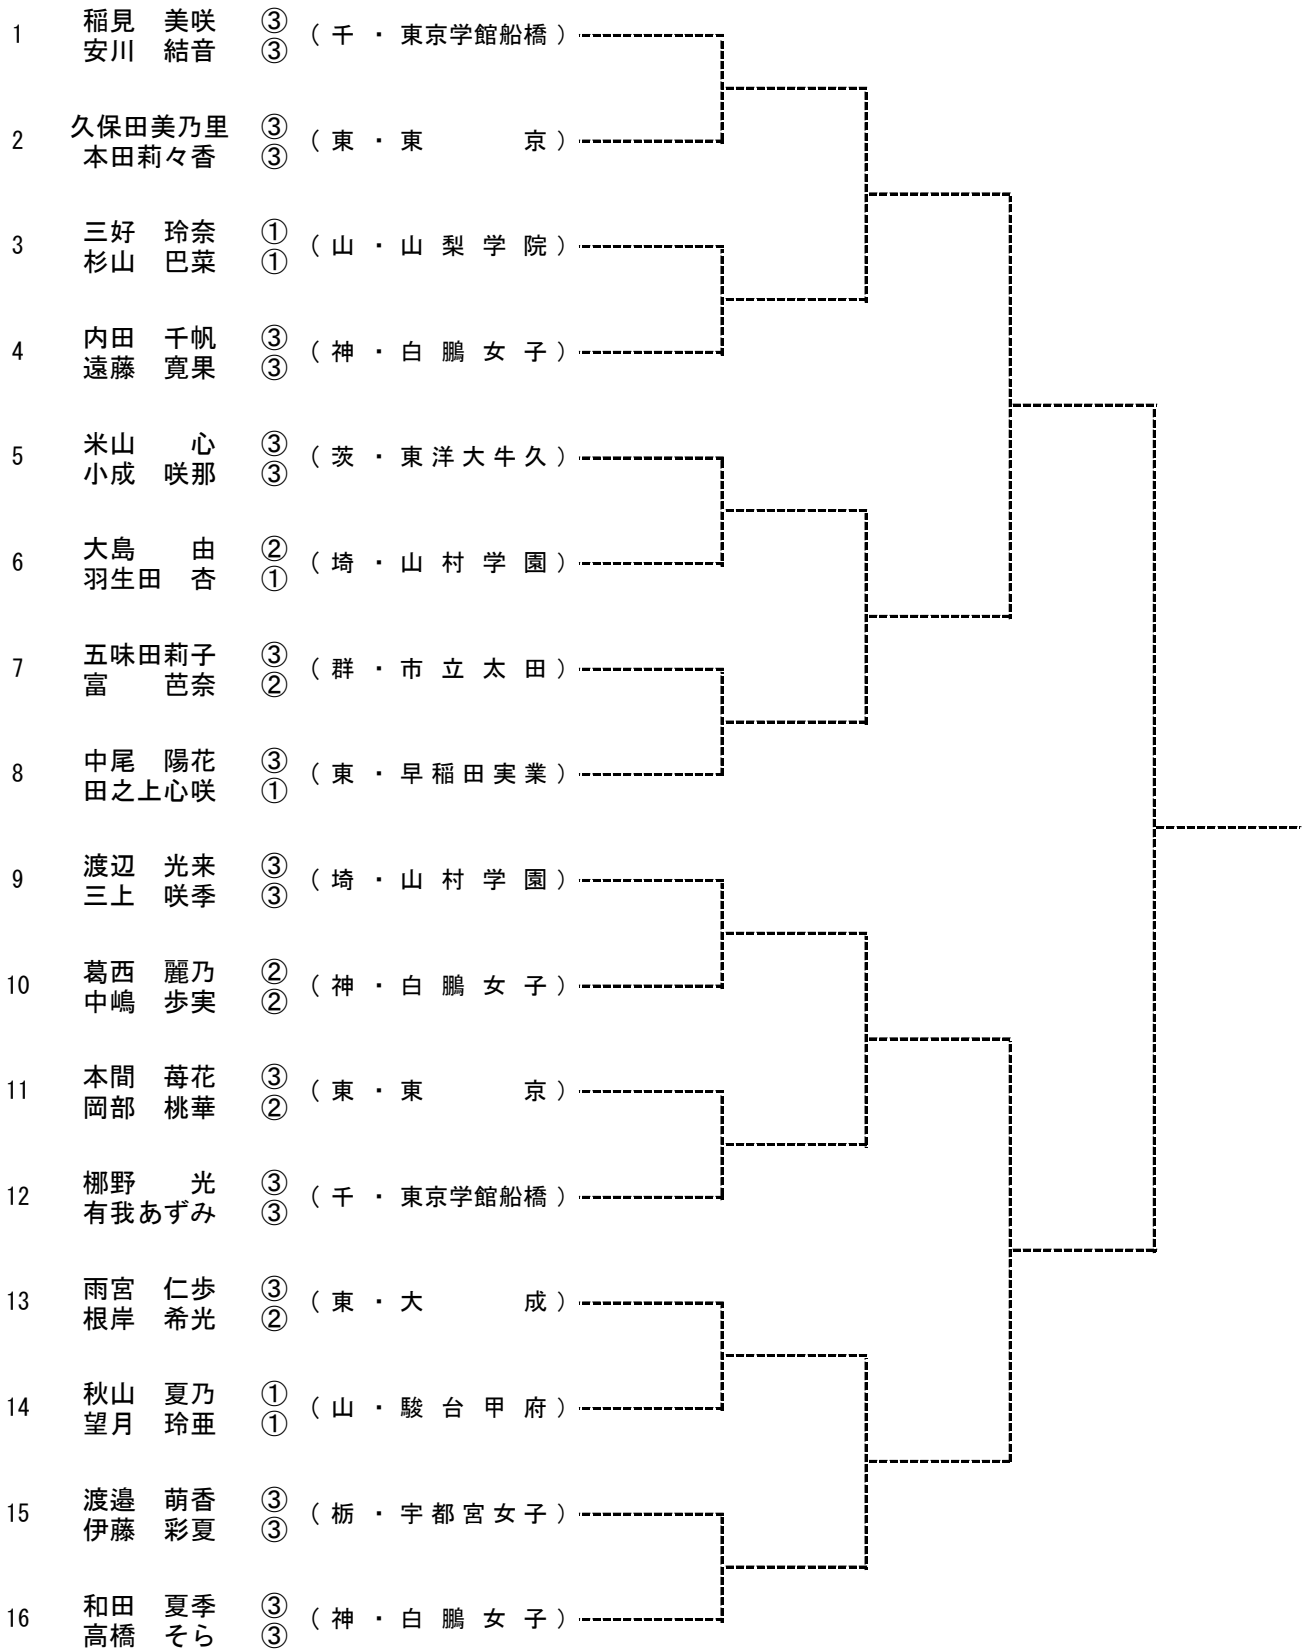 1 稲見　美咲 ③ （ 千 ・ 東京学館船橋 ）
安川　結音 ③
2 久保田美乃里 ③ （ 東 ・ 東　　　京 ）
本田莉々香 ③
3 三好　玲奈 ① （ 山 ・ 山 梨 学 院 ）
杉山　巴菜 ①
4 内田　千帆 ③ （ 神 ・ 白 鵬 女 子 ）
遠藤　寛果 ③
5 米山　　心 ③ （ 茨 ・ 東 洋 大 牛 久 ）
小成　咲那 ③
6 大島　　由 ② （ 埼 ・ 山 村 学 園 ）
羽生田　杏 ①
7 五味田莉子 ③ （ 群 ・ 市 立 太 田 ）
富　　芭奈 ②
8 中尾　陽花 ③ （ 東 ・ 早 稲 田 実 業 ）
田之上心咲 ①
9 渡辺　光来 ③ （ 埼 ・ 山 村 学 園 ）
三上　咲季 ③
10 葛西　麗乃 ② （ 神 ・ 白 鵬 女 子 ）
中嶋　歩実 ②
11 本間　苺花 ③ （ 東 ・ 東　　　京 ）
岡部　桃華 ②
12 梛野　　光 ③ （ 千 ・ 東京学館船橋 ）
有我あずみ ③
13 雨宮　仁歩 ③ （ 東 ・ 大　　　成 ）
根岸　希光 ②
14 秋山　夏乃 ① （ 山 ・ 駿 台 甲 府 ）
望月　玲亜 ①
15 渡邉　萌香 ③ （ 栃 ・ 宇 都 宮 女 子 ）
伊藤　彩夏 ③
16 和田　夏季 ③ （ 神 ・ 白 鵬 女 子 ）
高橋　そら ③